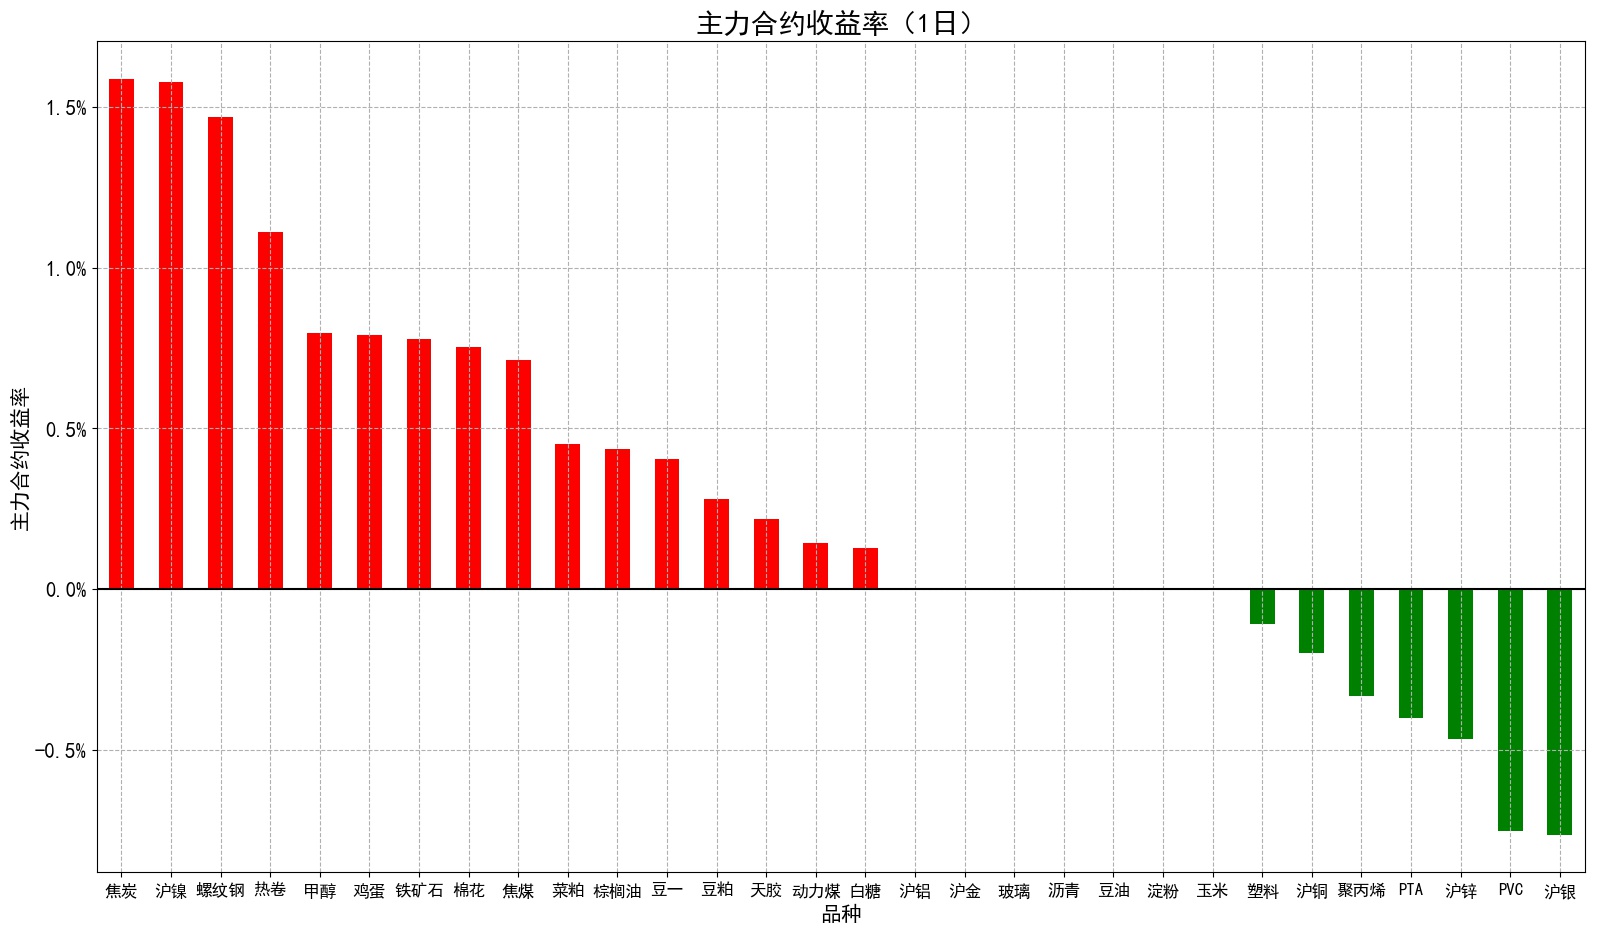 主力合约收益率（1日）
主力合约收益率
1.5%
1.0%
0.5%
0.0%
−0.5%
焦炭 沪镍 螺纹钢 热卷 甲醇 鸡蛋 铁矿石 棉花 焦煤 菜粕 棕榈油 豆一 豆粕 天胶 动力煤 白糖 沪铝 沪金 玻璃 沥青 豆油 淀粉 玉米 塑料 沪铜 聚丙烯 PTA 沪锌 PVC 沪银
品种